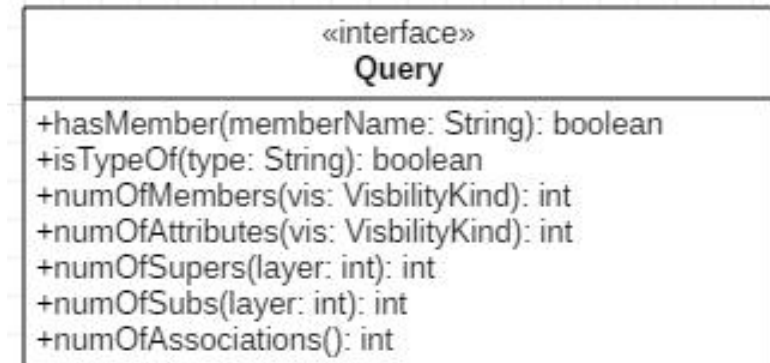 «interface»
Query
+hasMember(memberName: String): boolean
+isTypeOf(type: String): boolean
+numOfMembers(vis: VisbilityKind): int
+numOfAttributes(vis: VisbilityKind): int
+numOfSupers(layer: int): int
+numOfSubs(layer: int): int
+numOfAssociations(): int